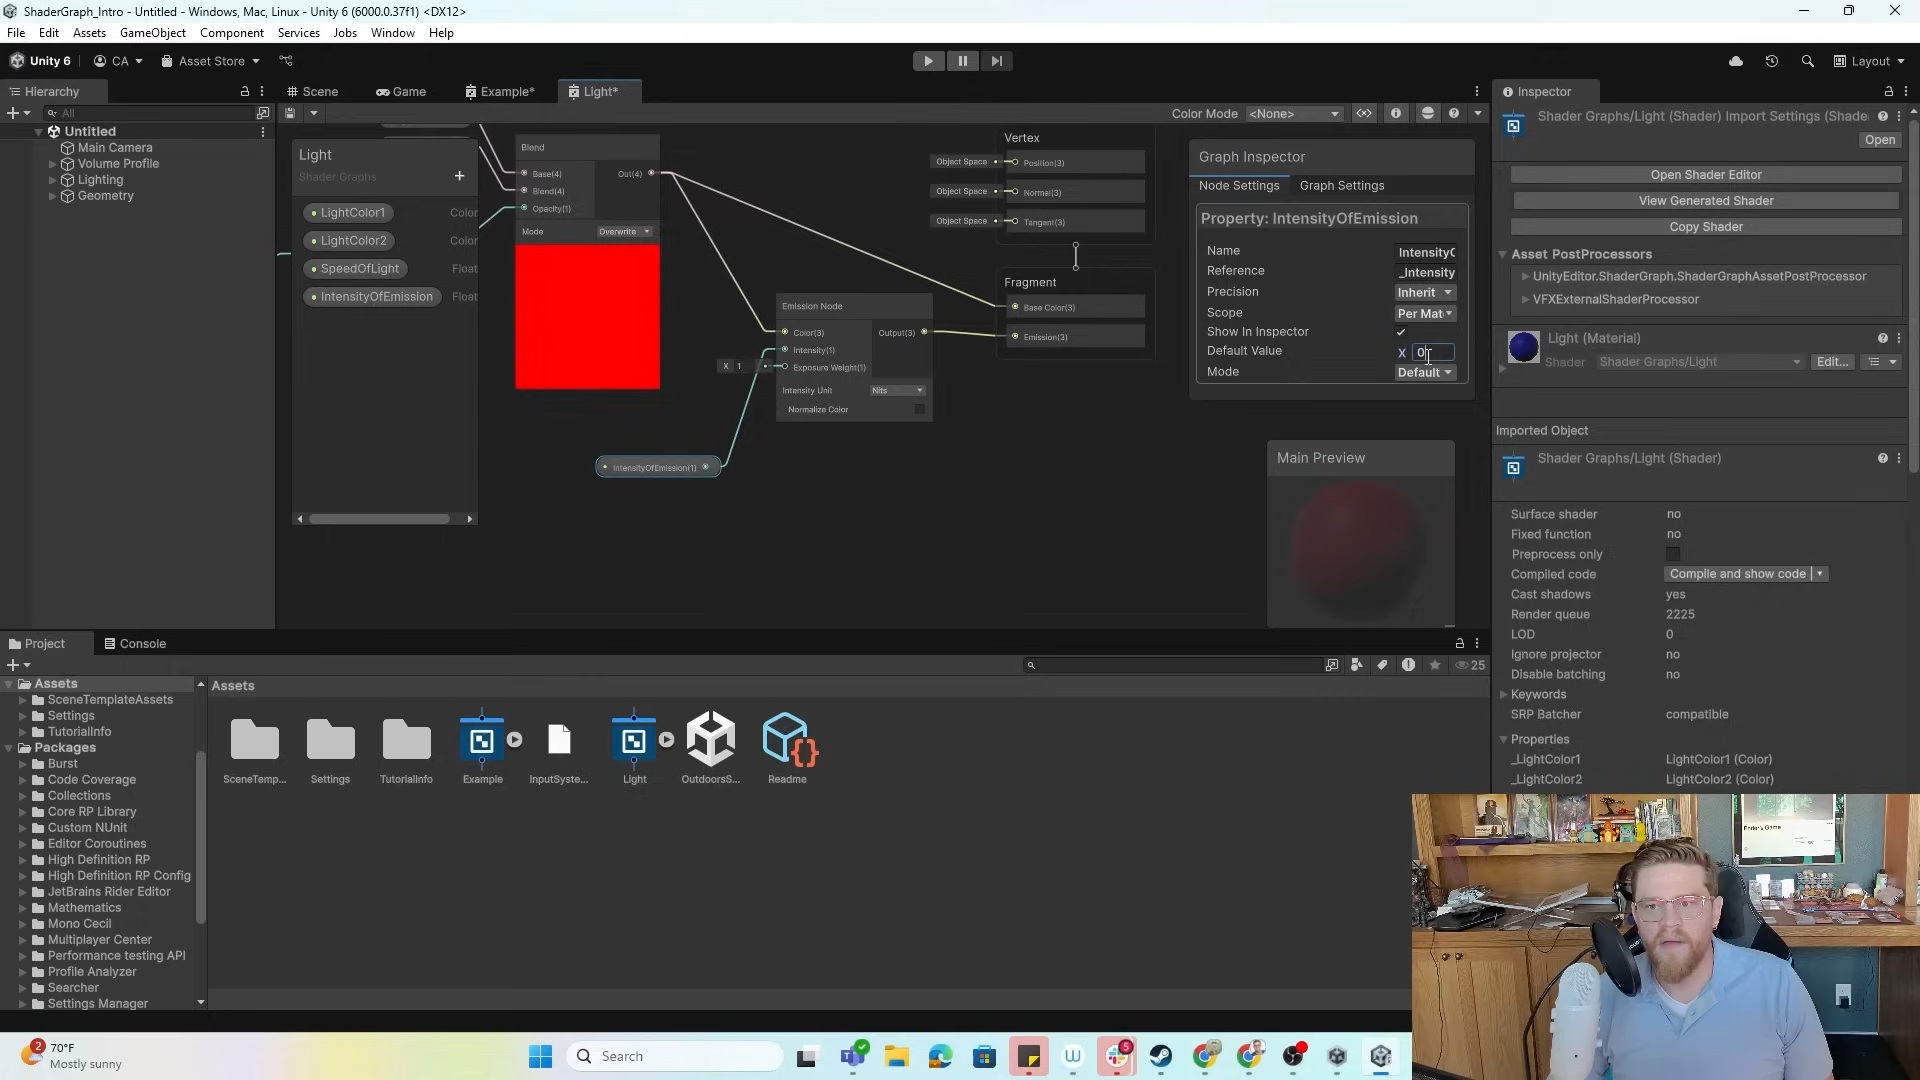 ShaderGraph_Intro - Untitled - Windows, Mac, Linux - Unity 6 (6000.0.37f1) <DX12>
File Edit Assets GameObject Component Services Jobs Window Help
Unity 6 CA Asset Store Layout
Hierarchy
All
Untitled
Main Camera
Volume Profile
Lighting
Geometry
Scene Game Example* Light*
Color Mode <None>
Light
Shader Graphs
LightColor1 Color
LightColor2 Color
SpeedOfLight Float
IntensityOfEmission Float
Blend
Base(4) Out(4)
Blend(4)
Opacity(1)
Mode Overwrite
IntensityOfEmission(1)
X 1
Emission Node
Color(3) Output(3)
Intensity(1)
Exposure Weight(1)
Intensity Unit Nits
Normalize Color
Vertex
Object Space Position(3)
Object Space Normal(3)
Object Space Tangent(3)
Fragment
Base Color(3)
Emission(3)
Graph Inspector
Node Settings Graph Settings
Property: IntensityOfEmission
Name IntensityO
Reference _Intensity
Precision Inherit
Scope Per Mat
Show In Inspector
Default Value X 0
Mode Default
Main Preview
Inspector
Shader Graphs/Light (Shader) Import Settings (Shade
Open
Open Shader Editor
View Generated Shader
Copy Shader
Asset PostProcessors
UnityEditor.ShaderGraph.ShaderGraphAssetPostProcessor
VFXExternalShaderProcessor
Light (Material)
Shader Shader Graphs/Light Edit...
Imported Object
Shader Graphs/Light (Shader)
Surface shader no
Fixed function no
Preprocess only
Compiled code Compile and show code
Cast shadows yes
Render queue 2225
LOD 0
Ignore projector no
Disable batching no
Keywords
SRP Batcher compatible
Properties
_LightColor1 LightColor1 (Color)
_LightColor2 LightColor2 (Color)
Project Console
25
Assets
SceneTemplateAssets
Settings
TutorialInfo
Packages
Burst
Code Coverage
Collections
Core RP Library
Custom NUnit
Editor Coroutines
High Definition RP
High Definition RP Config
JetBrains Rider Editor
Mathematics
Mono Cecil
Multiplayer Center
Performance testing API
Profile Analyzer
Searcher
Settings Manager
Assets
SceneTemp... Settings TutorialInfo Example InputSyste... Light OutdoorsS... Readme
Ender's Game
2
70°F
Mostly sunny
Search
5